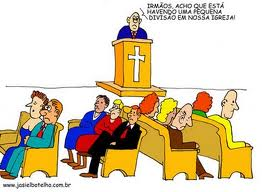 IRMÃOS, ACHO QUE ESTÁ
HAVENDO UMA PEQUENA
DIVISÃO EM NOSSA IGREJA!
www.jasielbotelho.com.br